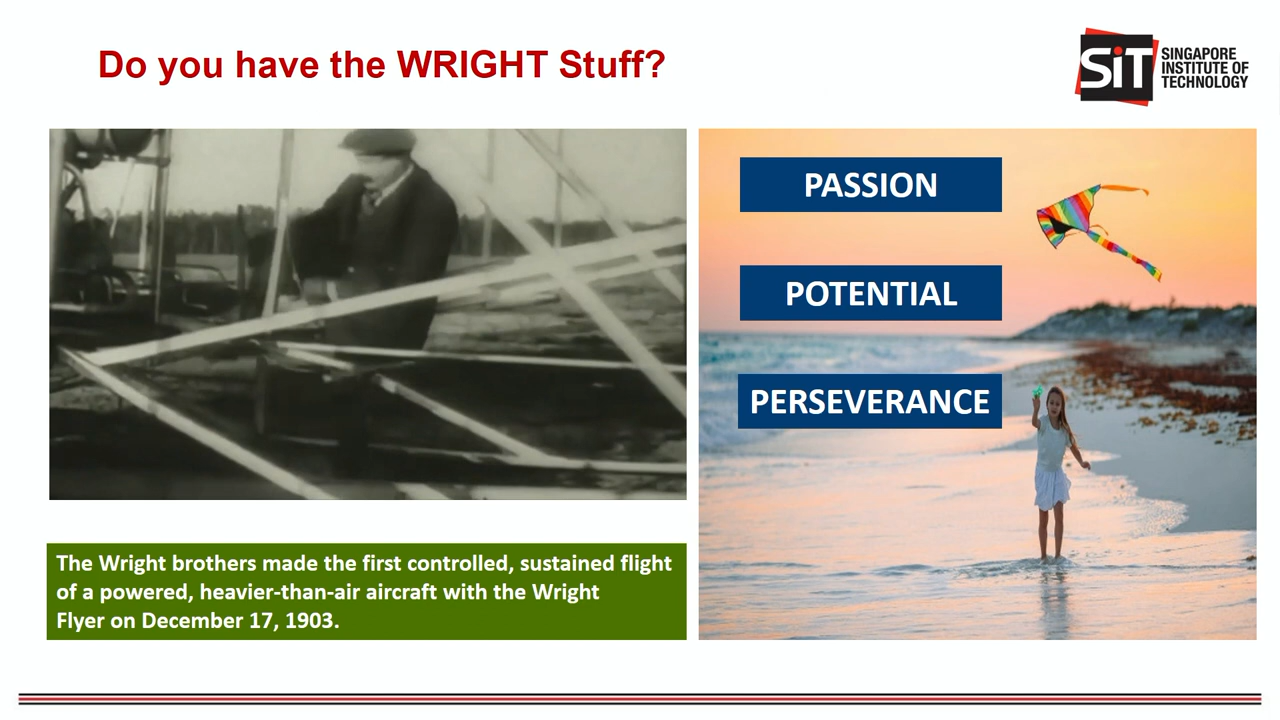 Do you have the WRIGHT Stuff?
SiT
SINGAPORE
INSTITUTE OF
TECHNOLOGY
PASSION
POTENTIAL
PERSEVERANCE
The Wright brothers made the first controlled, sustained flight
of a powered, heavier-than-air aircraft with the Wright
Flyer on December 17, 1903.